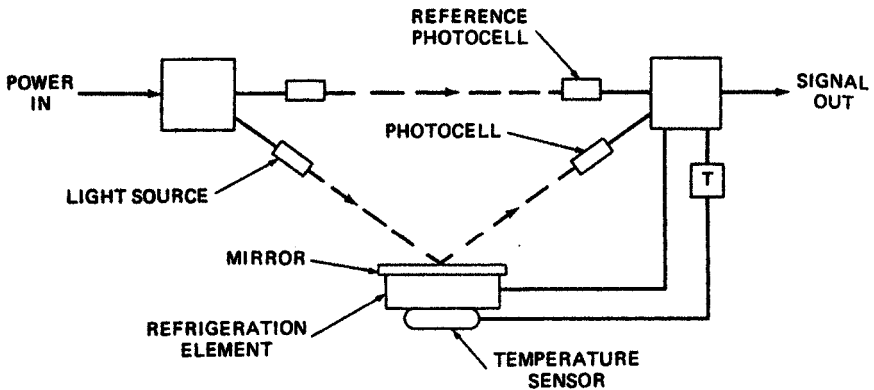 REFERENCE
PHOTOCELL
POWER
IN
SIGNAL
OUT
PHOTOCELL
LIGHT SOURCE
T
MIRROR
REFRIGERATION
ELEMENT
TEMPERATURE
SENSOR